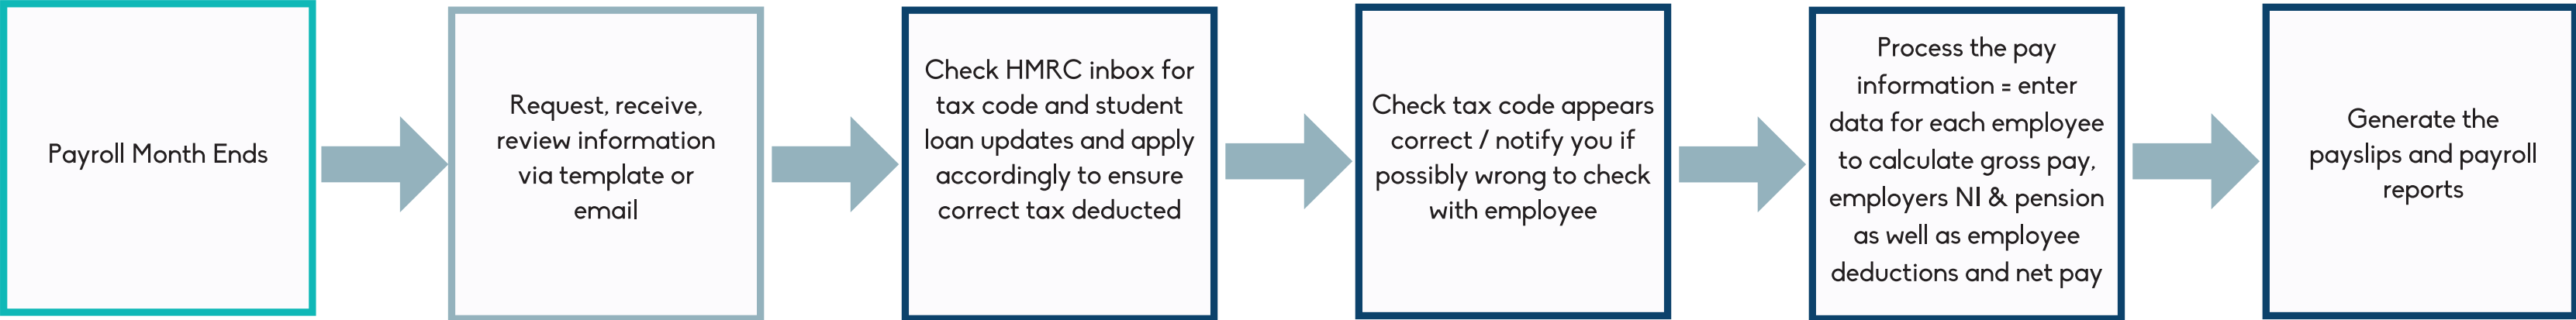 Payroll Month Ends
Request, receive,
review information
via template or
email
Check HMRC inbox for
tax code and student
loan updates and apply
accordingly to ensure
correct tax deducted
Check tax code appears
correct / notify you if
possibly wrong to check
with employee
Process the pay
information = enter
data for each employee
to calculate gross pay,
employers NI & pension
as well as employee
deductions and net pay
Generate the
payslips and payroll
reports